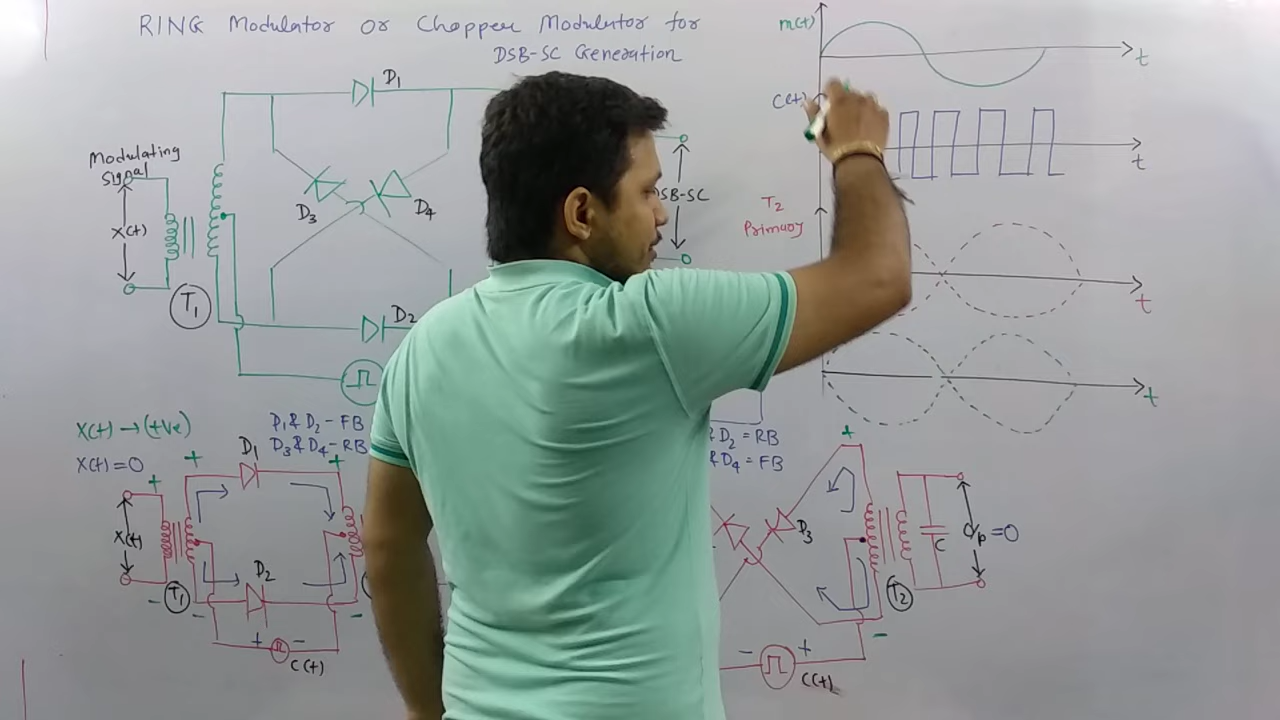 RING Modulator or Chopper Modulator for
DSB-SC Generation
D1
Modulating
Signal
X(t)
D3
D4
T1
D2
DSB-SC
m(t)
t
C(t)
t
T2
Primary
t
t
X(t) → (+Ve)
X(t) = 0
D1 & D2 - FB
D3 & D4 - RB
+
+
D1
+
X(t)
T1
D2
-
-
-
+
-
C(t)
& D2 = RB
& D4 = FB
+
D3
C
o/p = 0
T2
-
-
+
C(t)